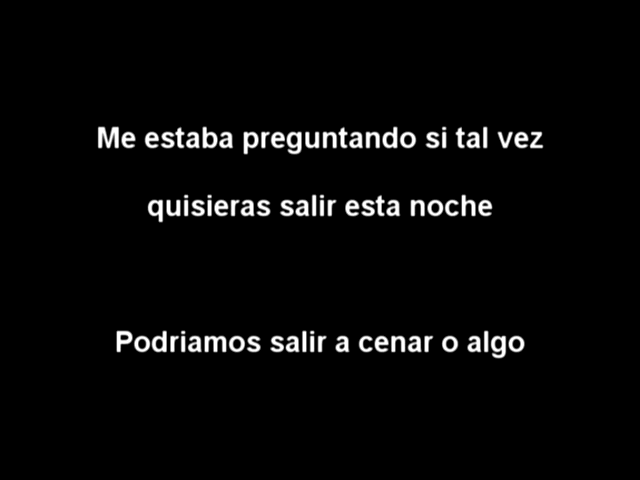 Me estaba preguntando si tal vez
quisieras salir esta noche
Podriamos salir a cenar o algo